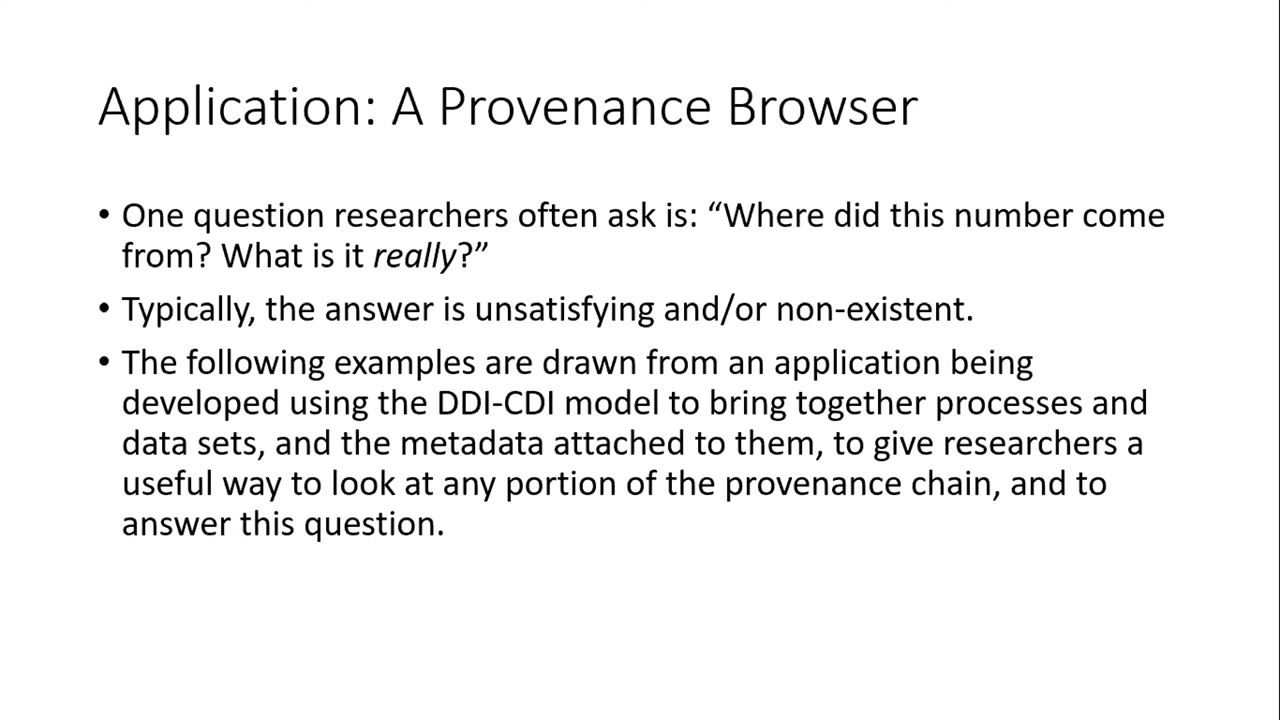 Application: A Provenance Browser
• One question researchers often ask is: “Where did this number come
from? What is it really?”
• Typically, the answer is unsatisfying and/or non-existent.
• The following examples are drawn from an application being
developed using the DDI-CDI model to bring together processes and
data sets, and the metadata attached to them, to give researchers a
useful way to look at any portion of the provenance chain, and to
answer this question.